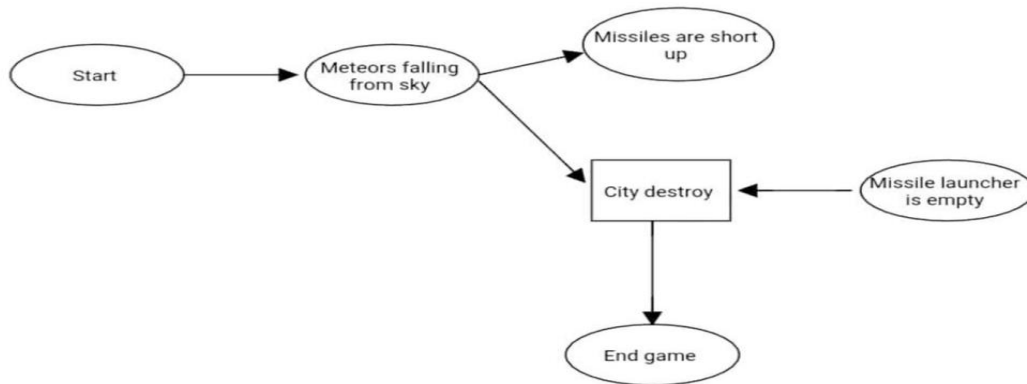 Start
Meteors falling
from sky
Missiles are short
up
City destroy
Missile launcher
is empty
End game